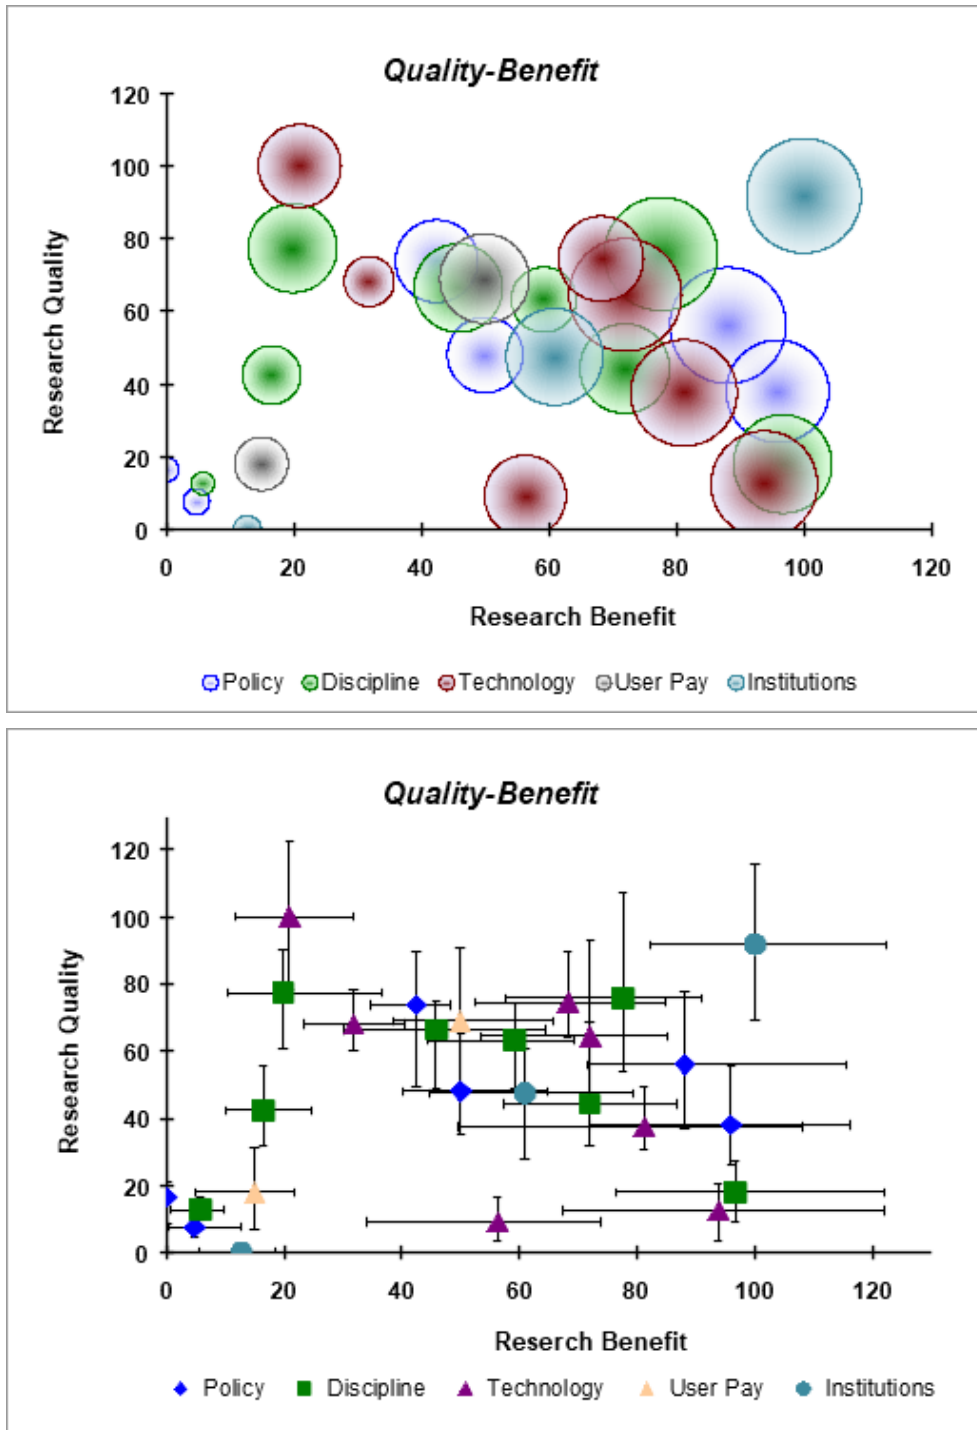 Quality-Benefit
120
100
80
60
40
20
0
Research Quality
0 20 40 60 80 100 120
Research Benefit
Policy Discipline Technology User Pay Institutions
Quality-Benefit
120
100
80
60
40
20
0
Research Quality
0 20 40 60 80 100 120
Reserch Benefit
Policy Discipline Technology User Pay Institutions